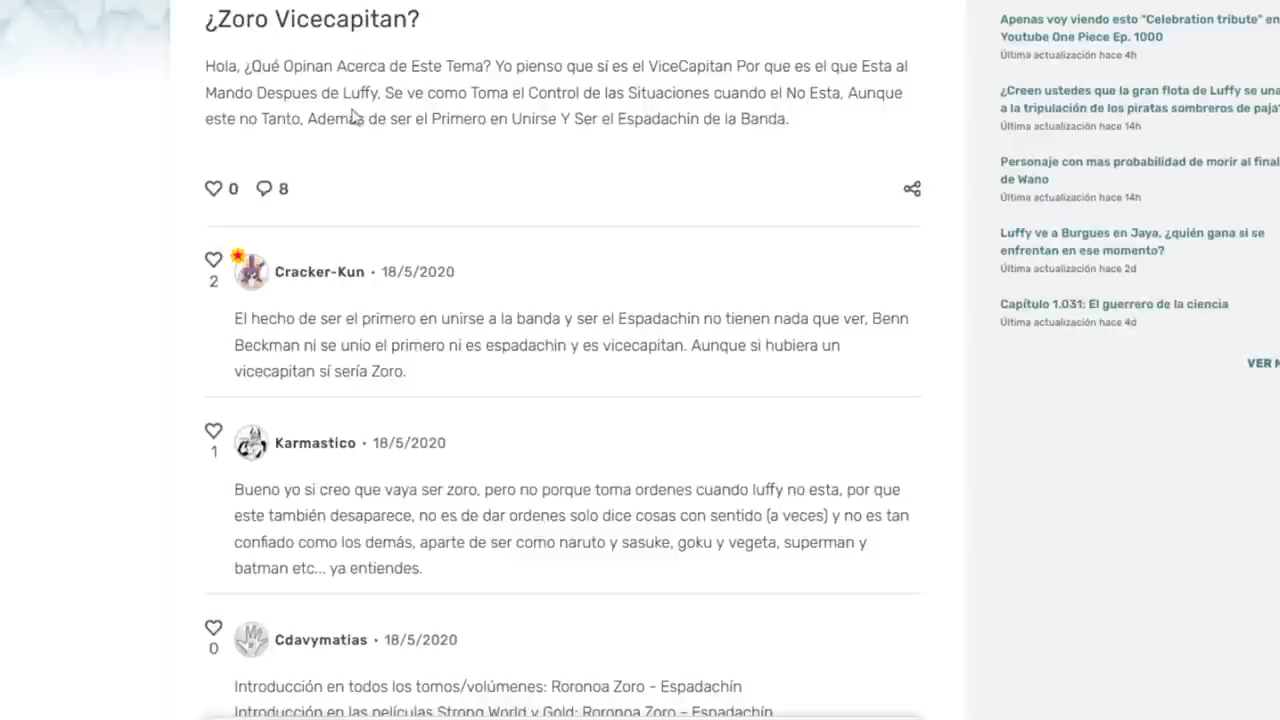 ¿Zoro Vicecapitan?
Hola, ¿Qué Opinan Acerca de Este Tema? Yo pienso que sí es el ViceCapitan Por que es el que Esta al
Mando Despues de Luffy, Se ve como Toma el Control de las Situaciones cuando el No Esta, Aunque
este no Tanto, Además de ser el Primero en Unirse Y Ser el Espadachin de la Banda.
0 8
2
Cracker-Kun • 18/5/2020
El hecho de ser el primero en unirse a la banda y ser el Espadachin no tienen nada que ver, Benn
Beckman ni se unio el primero ni es espadachin y es vicecapitan. Aunque si hubiera un
vicecapitan sí sería Zoro.
1
Karmastico • 18/5/2020
Bueno yo si creo que vaya ser zoro, pero no porque toma ordenes cuando luffy no esta, por que
este también desaparece, no es de dar ordenes solo dice cosas con sentido (a veces) y no es tan
confiado como los demás, aparte de ser como naruto y sasuke, goku y vegeta, superman y
batman etc... ya entiendes.
0
Cdavymatias • 18/5/2020
Introducción en todos los tomos/volúmenes: Roronoa Zoro - Espadachín
Introducción en las películas Strong World y Gold: Roronoa Zoro - Espadachín
Apenas voy viendo esto "Celebration tribute" en
Youtube One Piece Ep. 1000
Última actualización hace 4h
¿Creen ustedes que la gran flota de Luffy se una
a la tripulación de los piratas sombreros de paja?
Última actualización hace 14h
Personaje con mas probabilidad de morir al final
de Wano
Última actualización hace 14h
Luffy ve a Burgues en Jaya, ¿quién gana si se
enfrentan en ese momento?
Última actualización hace 2d
Capítulo 1.031: El guerrero de la ciencia
Última actualización hace 4d
VER